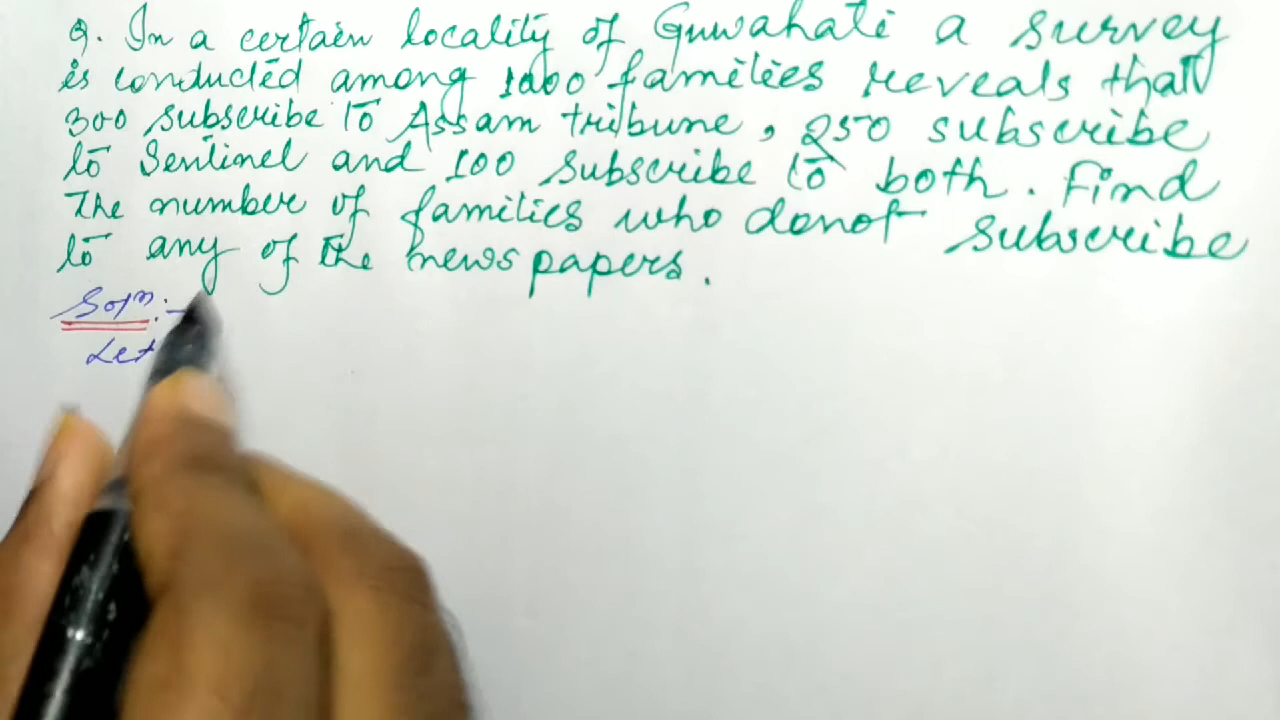 Q. In a certain locality of Guwahati a survey
is conducted among 1000 families reveals that
300 subscribe to Assam tribune, 250 subscribe
to Sentinel and 100 subscribe to both. Find
The number of families who donot subscribe
to any of the news papers.
Soln:-
Let